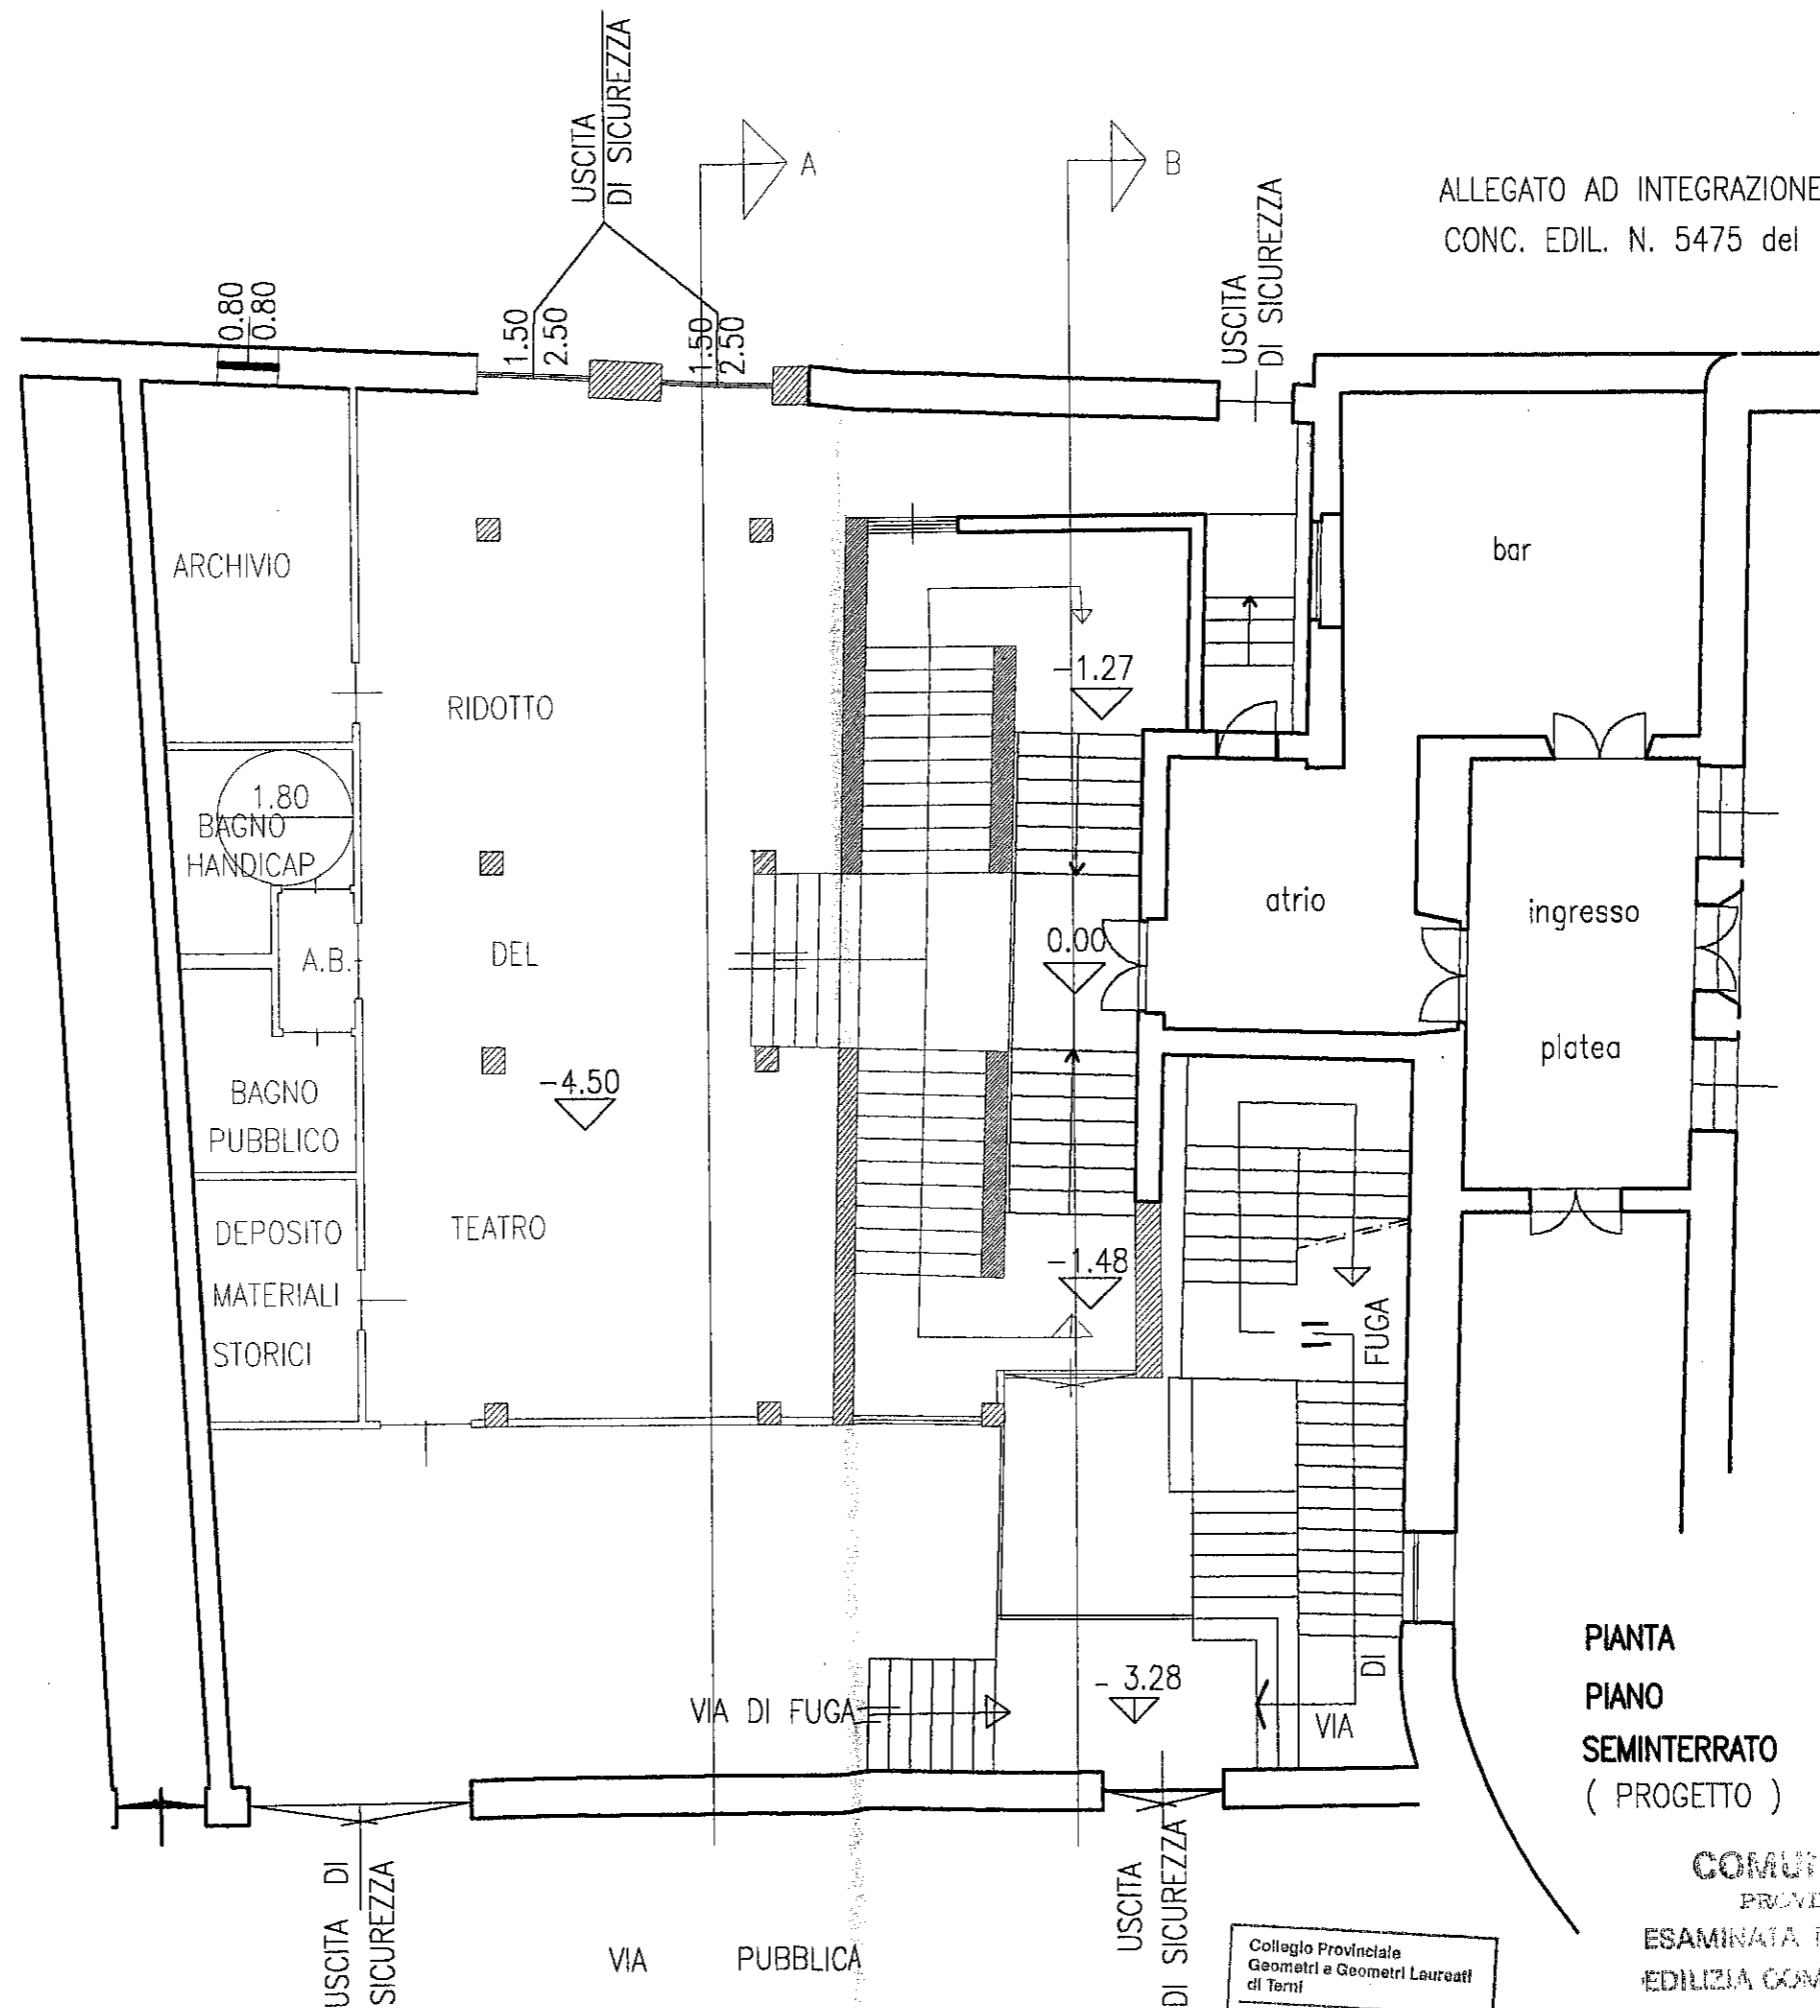 USCITA
DI SICUREZZA
A
B
ALLEGATO AD INTEGRAZIONE
CONC. EDIL. N. 5475 del
USCITA
DI SICUREZZA
0.80
0.80
1.50
2.50
1.50
2.50
ARCHIVIO
bar
RIDOTTO
-1.27
1.80
BAGNO
HANDICAP
atrio
ingresso
A.B.
DEL
0.00
platea
BAGNO
PUBBLICO
-4.50
DEPOSITO
MATERIALI
STORICI
TEATRO
-1.48
FUGA
DI
VIA
VIA DI FUGA
- 3.28
PIANTA
PIANO
SEMINTERRATO
( PROGETTO )
USCITA DI
SICUREZZA
VIA PUBBLICA
USCITA
DI SICUREZZA
Collegio Provinciale
Geometri e Geometri Laureati
di Terni
ESAMINATA
EDILIZIA